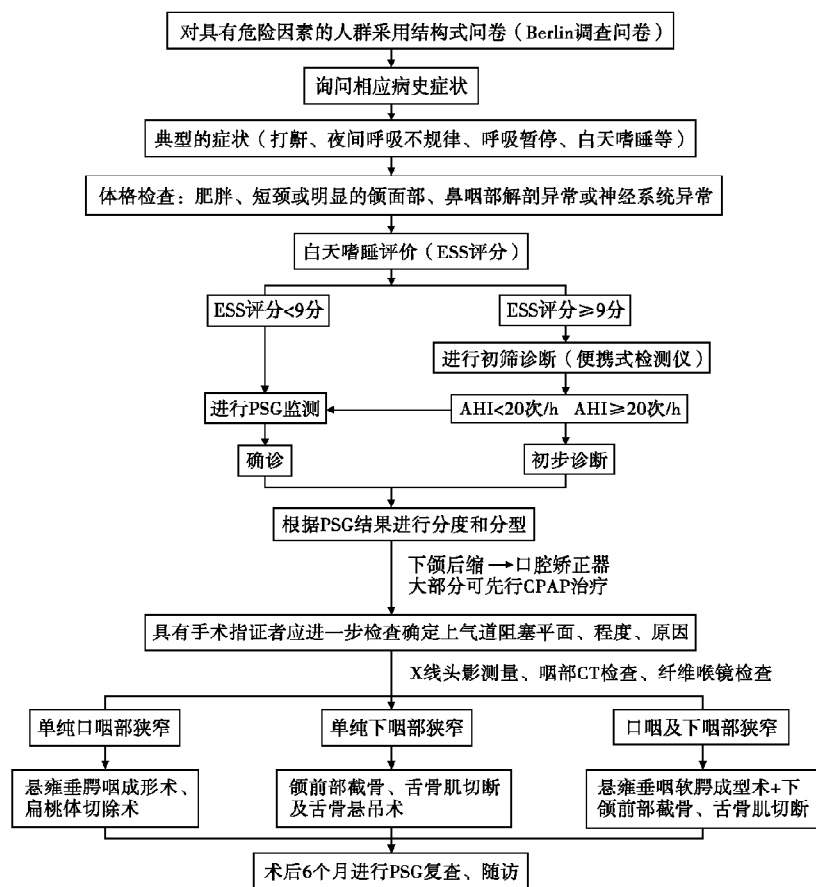 对具有危险因素的人群采用结构式问卷（Berlin调查问卷）
询问相应病史症状
典型的症状（打鼾、夜间呼吸不规律、呼吸暂停、白天嗜睡等）
体格检查：肥胖、短颈或明显的颌面部、鼻咽部解剖异常或神经系统异常
白天嗜睡评价（ESS评分）
ESS评分<9分
ESS评分≥9分
进行初筛诊断（便携式检测仪）
进行PSG监测
AHI<20次/h AHI≥20次/h
确诊
初步诊断
根据PSG结果进行分度和分型
下颌后缩→口腔矫正器
大部分可先行CPAP治疗
具有手术指证者应进一步检查确定上气道阻塞平面、程度、原因
X线头影测量、咽部CT检查、纤维喉镜检查
单纯口咽部狭窄
单纯下咽部狭窄
口咽及下咽部狭窄
悬雍垂腭咽成形术、
扁桃体切除术
颌前部截骨、舌骨肌切断
及舌骨悬吊术
悬雍垂咽软腭成型术+下
颌前部截骨、舌骨肌切断
术后6个月进行PSG复查、随访